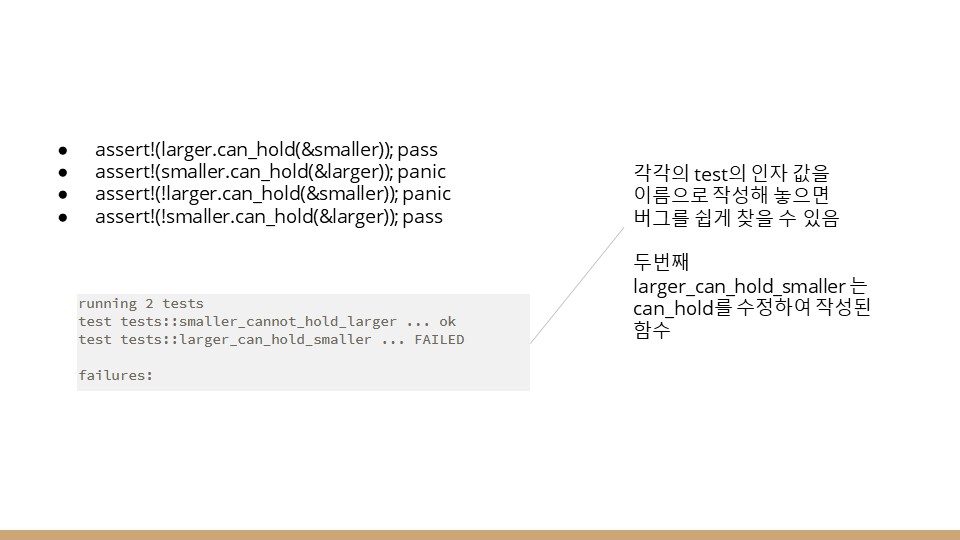 ● assert!(larger.can_hold(&smaller)); pass
● assert!(smaller.can_hold(&larger)); panic
● assert!(!larger.can_hold(&smaller)); panic
● assert!(!smaller.can_hold(&larger)); pass
running 2 tests
test tests::smaller_cannot_hold_larger ... ok
test tests::larger_can_hold_smaller ... FAILED
failures:
각각의 test의 인자 값을
이름으로 작성해 놓으면
버그를 쉽게 찾을 수 있음
두번째
larger_can_hold_smaller 는
can_hold를 수정하여 작성된
함수